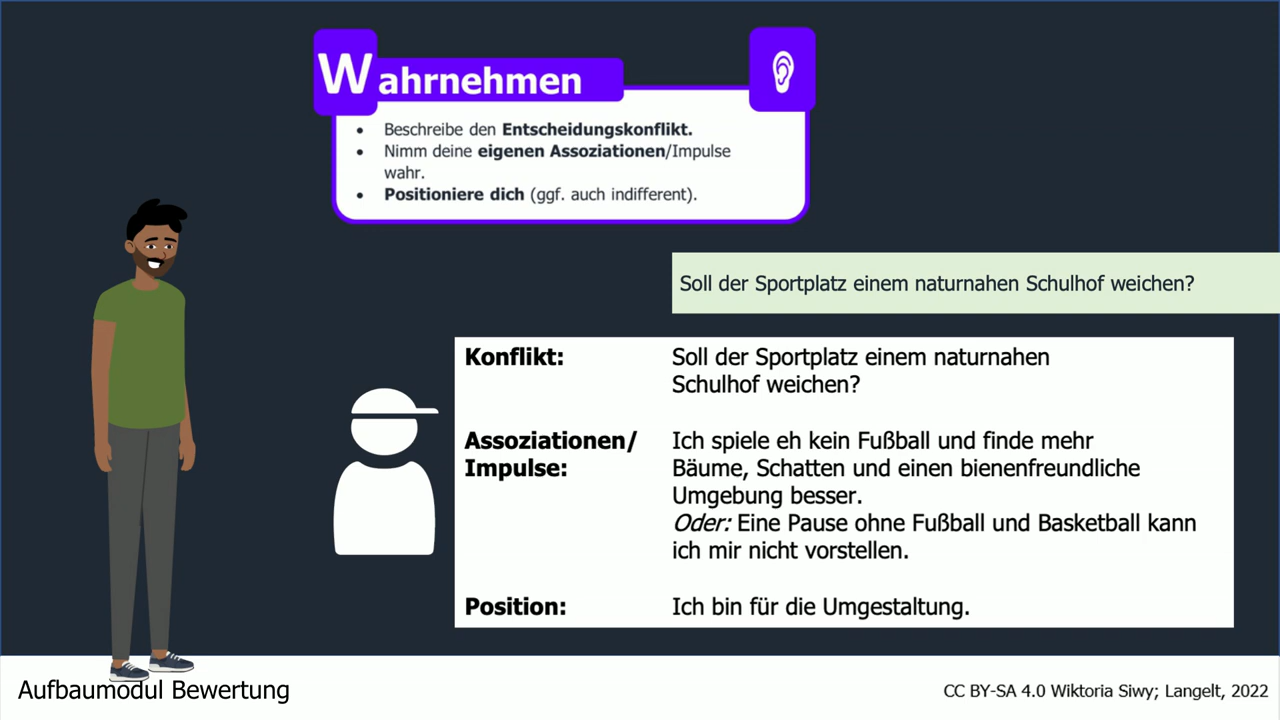 Wahrnehmen
• Beschreibe den Entscheidungskonflikt.
• Nimm deine eigenen Assoziationen/Impulse
wahr.
• Positioniere dich (ggf. auch indifferent).
Soll der Sportplatz einem naturnahen Schulhof weichen?
Konflikt: Soll der Sportplatz einem naturnahen
Schulhof weichen?
Assoziationen/ Ich spiele eh kein Fußball und finde mehr
Impulse: Bäume, Schatten und einen bienenfreundliche
Umgebung besser.
Oder: Eine Pause ohne Fußball und Basketball kann
ich mir nicht vorstellen.
Position: Ich bin für die Umgestaltung.
Aufbaumodul Bewertung
CC BY-SA 4.0 Wiktoria Siwy; Langelt, 2022